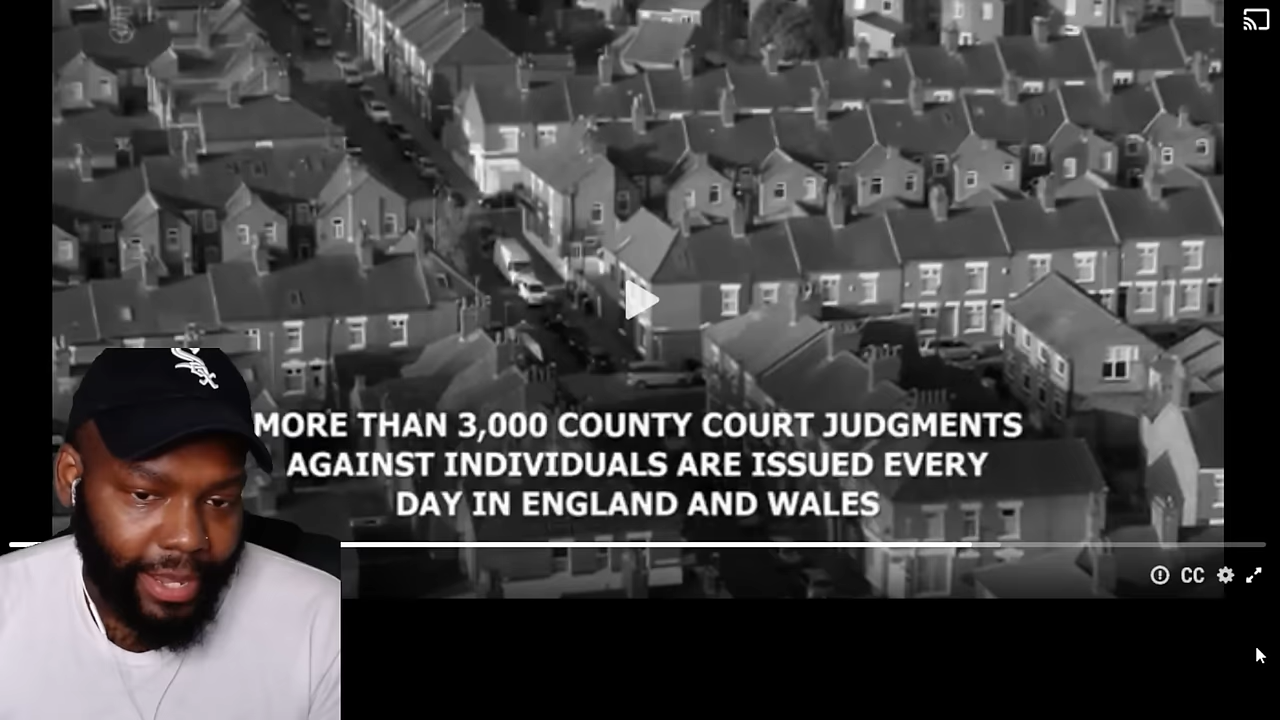 MORE THAN 3,000 COUNTY COURT JUDGMENTS
AGAINST INDIVIDUALS ARE ISSUED EVERY
DAY IN ENGLAND AND WALES
CC